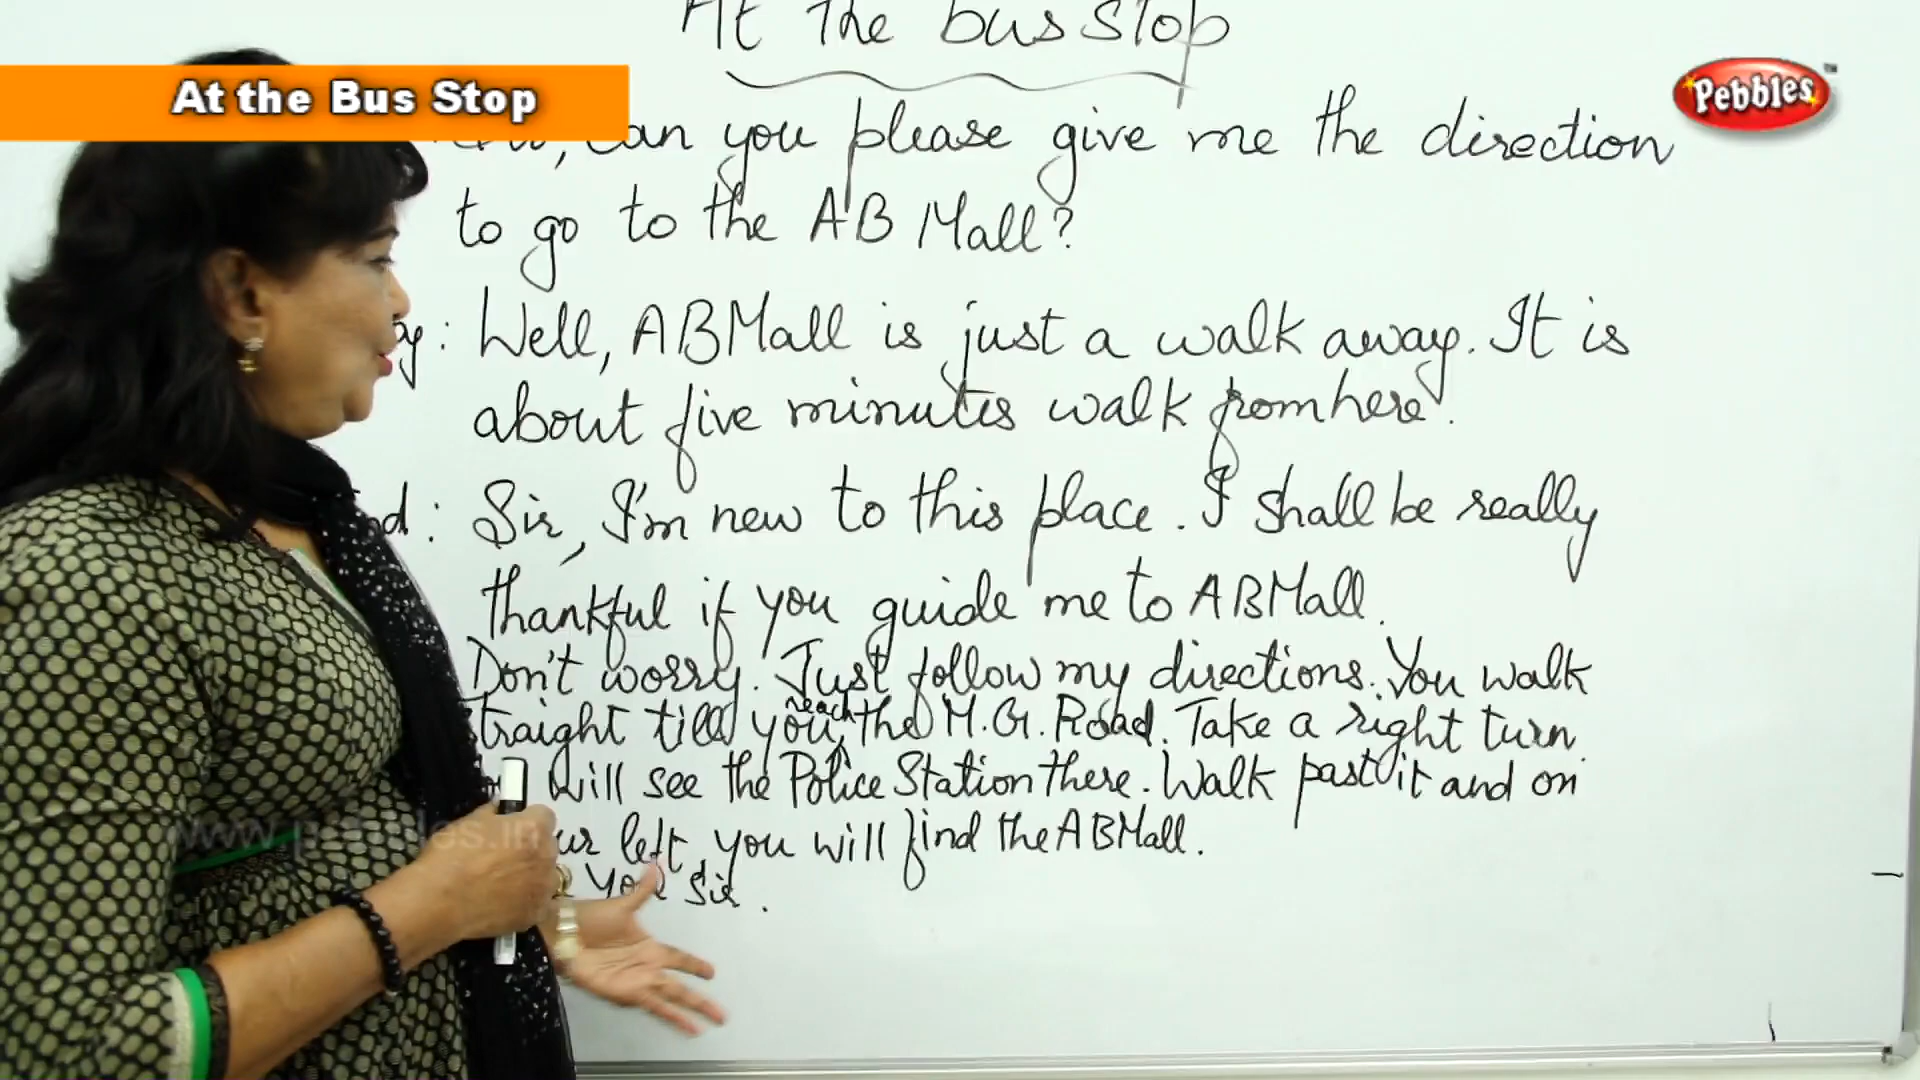 At the bus stop
At the Bus Stop
Pebbles™
can you please give me the direction
to go to the AB Mall?
Well, AB Mall is just a walk away. It is
about five minutes walk from here.
Sir, I'm new to this place. I shall be really
thankful if you guide me to AB Mall.
Don't worry. Just follow my directions. You walk
straight till you reach the M.G. Road. Take a right turn
will see the Police Station there. Walk past it and on
left, you will find the AB Mall.
You Sir.